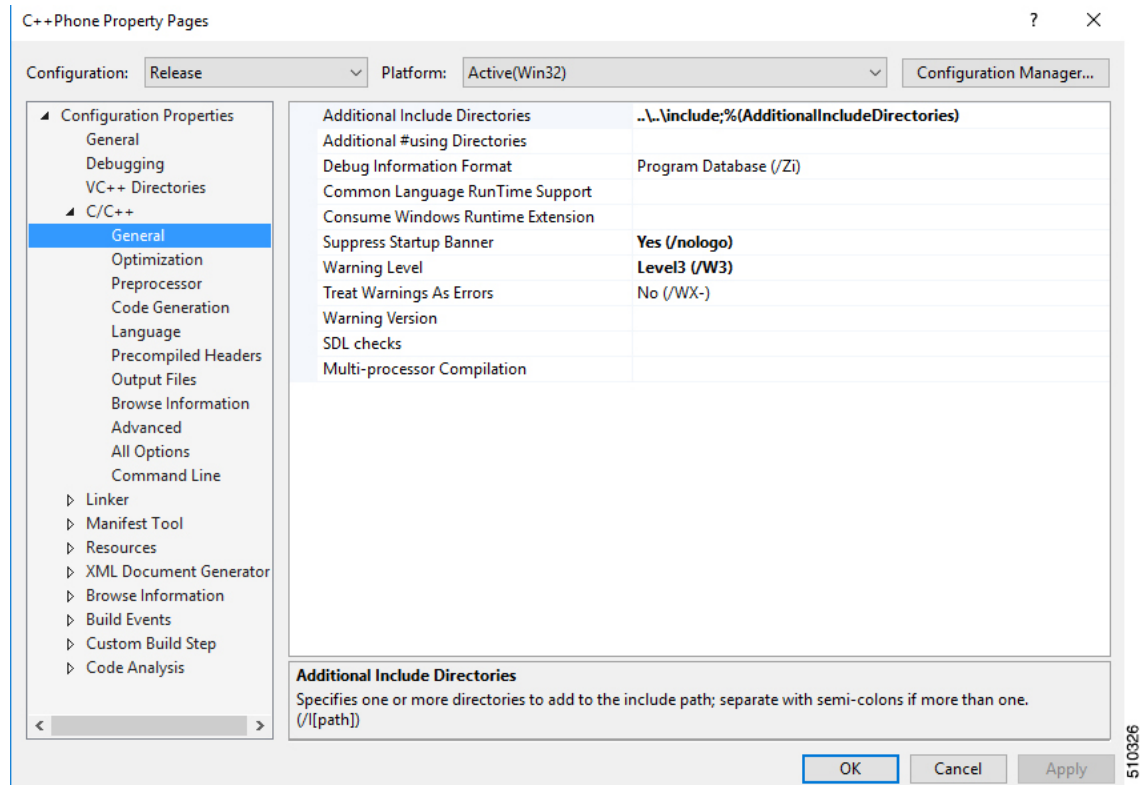 C++Phone Property Pages
? ×
Configuration: Release Platform: Active(Win32) Configuration Manager...
Configuration Properties
General
Debugging
VC++ Directories
C/C++
General
Optimization
Preprocessor
Code Generation
Language
Precompiled Headers
Output Files
Browse Information
Advanced
All Options
Command Line
Linker
Manifest Tool
Resources
XML Document Generator
Browse Information
Build Events
Custom Build Step
Code Analysis
Additional Include Directories ..\..\include;%(AdditionalIncludeDirectories)
Additional #using Directories
Debug Information Format Program Database (/Zi)
Common Language RunTime Support
Consume Windows Runtime Extension
Suppress Startup Banner Yes (/nologo)
Warning Level Level3 (/W3)
Treat Warnings As Errors No (/WX-)
Warning Version
SDL checks
Multi-processor Compilation
Additional Include Directories
Specifies one or more directories to add to the include path; separate with semi-colons if more than one.
(/I[path])
OK Cancel Apply
510326